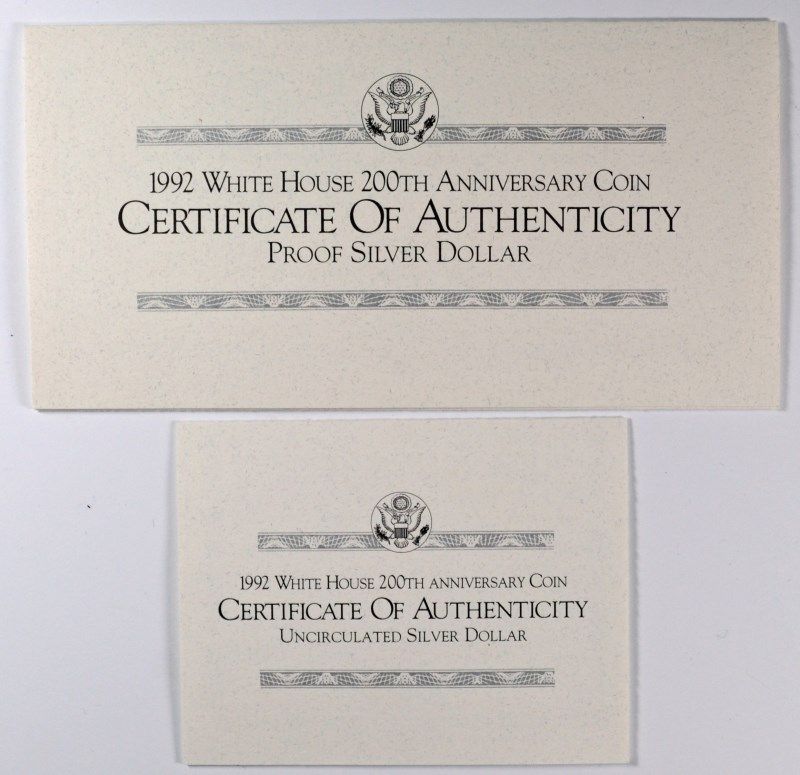 1992 White House 200th Anniversary Coin
Certificate Of Authenticity
Proof Silver Dollar
1992 White House 200th anniversary Coin
Certificate Of Authenticity
Uncirculated Silver Dollar